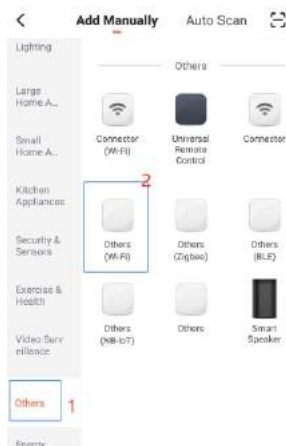 Add Manually
Auto Scan
Lighting
Large
Home A...
Small
Home A...
Kitchen
Appliances
Security &
Sensors
Exercise &
Health
Video Surv
eillance
Others
1
Energy
Others
Connector
(Wi-Fi)
Universal
Remote
Control
Connector
2
Others
(Wi-Fi)
Others
(Zigbee)
Others
(BLE)
Others
(NB-IoT)
Others
Smart
Speaker